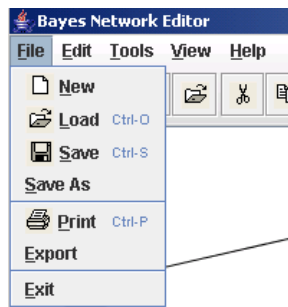 Bayes Network Editor
File Edit Tools View Help
New
Load Ctrl-O
Save Ctrl-S
Save As
Print Ctrl-P
Export
Exit